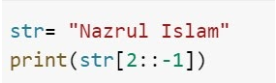 str= "Nazrul Islam"
print(str[2::-1])